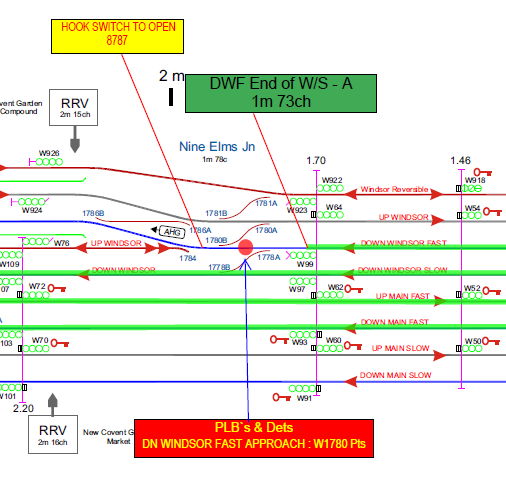 HOOK SWITCH TO OPEN
8787
2 m
DWF End of W/S - A
1m 73ch
vent Garden
Compound
RRV
2m 15ch
Nine Elms Jn
1m 78c
W926
W922
1.70
1.46
W918
Windsor Reversible
1781A
W924
1786B
1781B
W923
W64
UP WINDSOR
W54
AHG
1786A
1780A
1780B
W76
UP WINDSOR
1784
1778A
DOWN WINDSOR FAST
W109
W99
DOWN WINDSOR
1778B
DOWN WINDSOR SLOW
07
W72
W97
W62
UP MAIN FAST
W52
DOWN MAIN FAST
103
W70
W93
W60
UP MAIN SLOW
W50
DOWN MAIN SLOW
W101
W91
2.20
RRV
2m 16ch
New Covent G
Market
PLB`s & Dets
DN WINDSOR FAST APPROACH : W1780 Pts